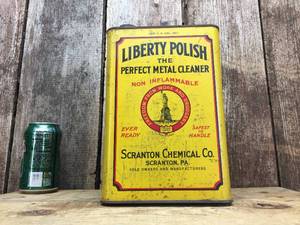 LIBERTY POLISH
THE
PERFECT METAL CLEANER
NON INFLAMMABLE
EVER
READY
SAFEST
TO
HANDLE
SCRANTON CHEMICAL CO.
SCRANTON, PA.
SOLE OWNERS AND MANUFACTURERS